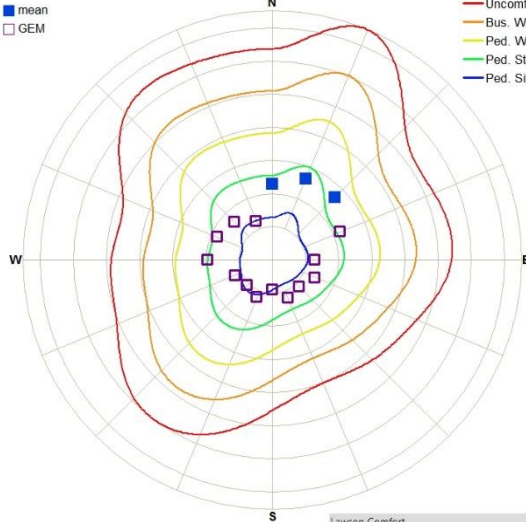 N
mean
GEM
Uncomf
Bus. W
Ped. W
Ped. St
Ped. Si
W
E
S
Lawson Comfort